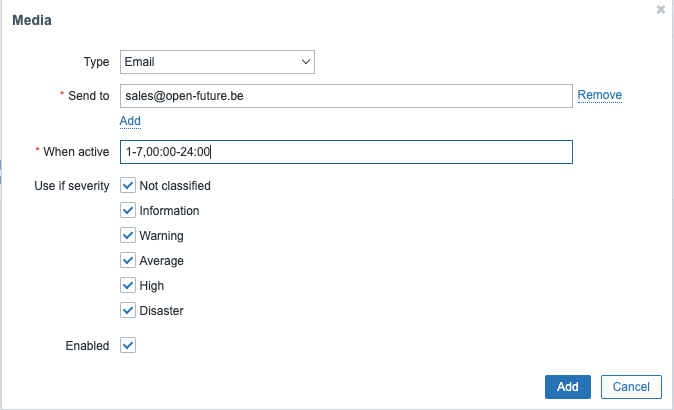 Media
Type Email
* Send to sales@open-future.be Remove
Add
* When active 1-7,00:00-24:00
Use if severity Not classified
Information
Warning
Average
High
Disaster
Enabled
Add Cancel